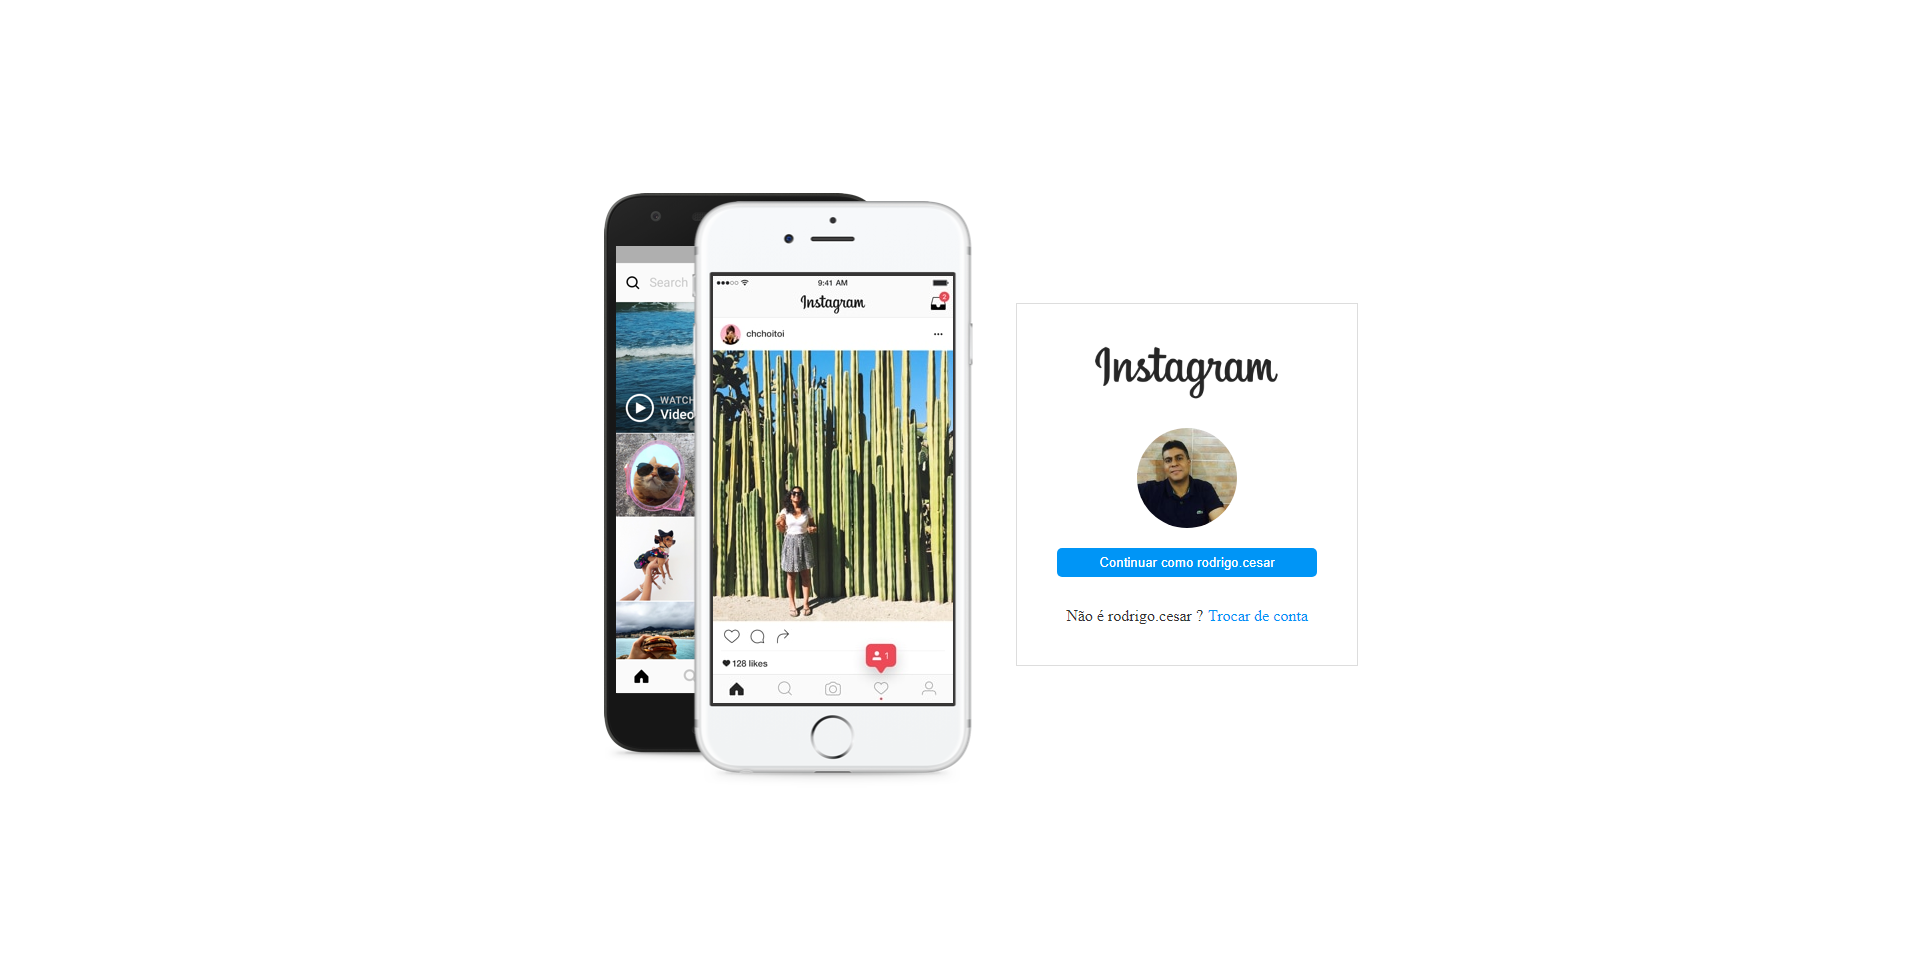 Search
WATCH
Video
9:41 AM
Instagram
2
chchoitoi
128 likes
1
Instagram
Continuar como rodrigo.cesar
Não é rodrigo.cesar ? Trocar de conta